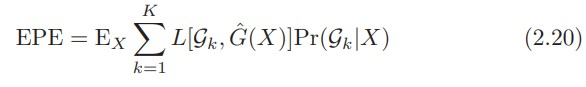 EPE = E_X \sum_{k=1}^{K} L[\mathcal{G}_k, \hat{G}(X)]Pr(\mathcal{G}_k|X) (2.20)